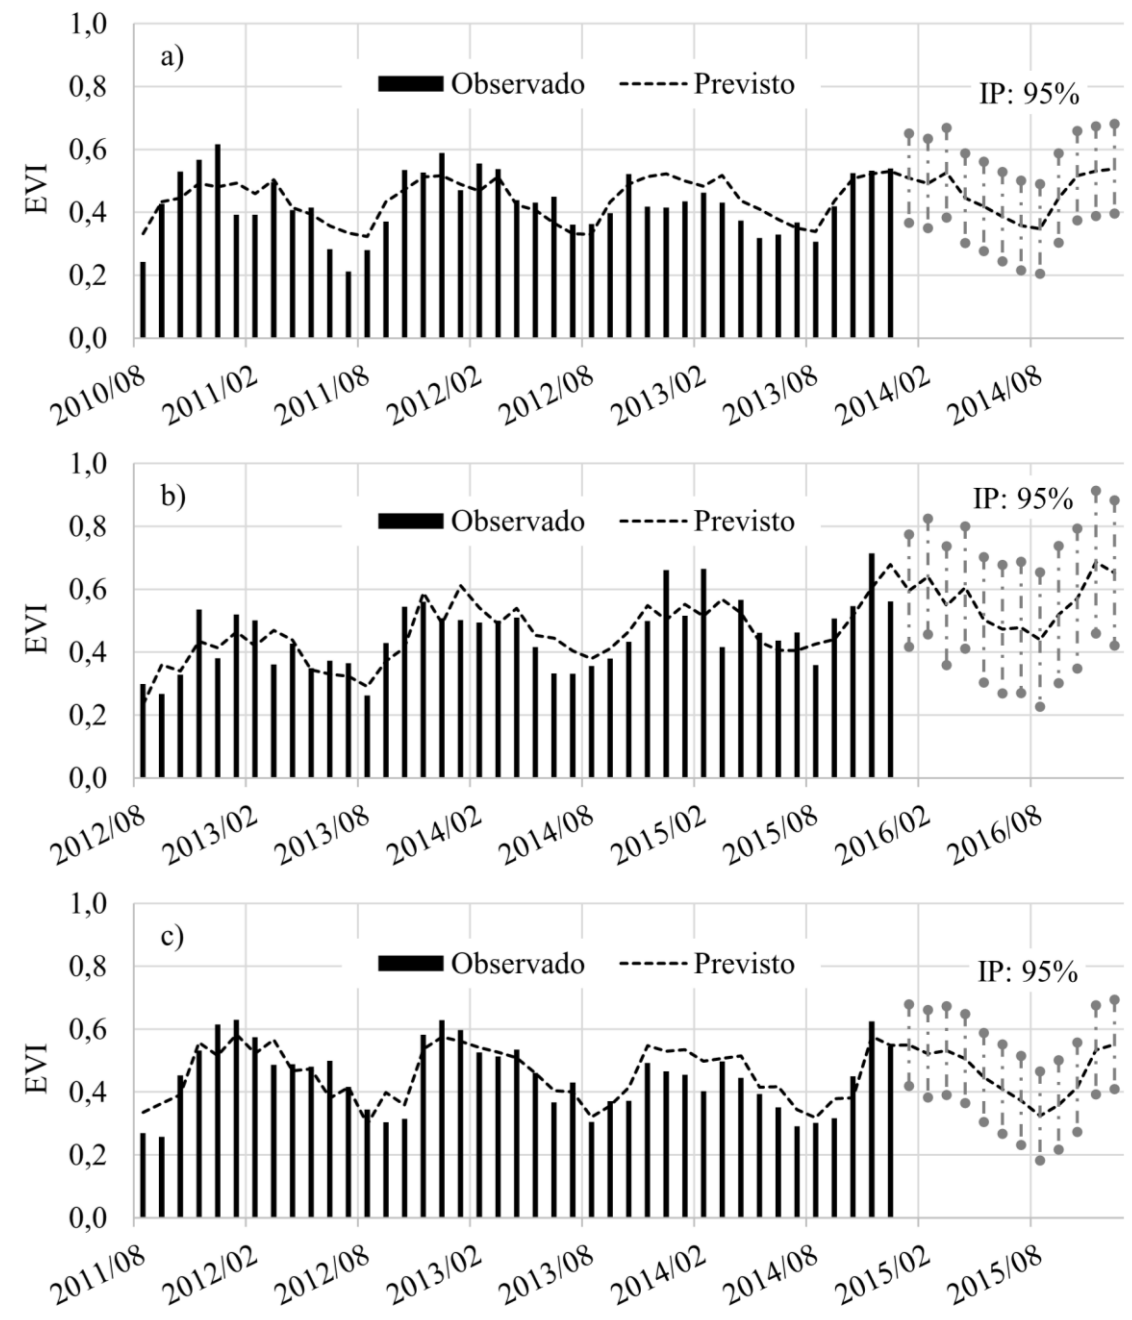 1,0
a)
Observado Previsto
0,8
IP: 95%
0,6
EVI
0,4
0,2
0,0
2010/08 2011/02 2011/08 2012/02 2012/08 2013/02 2013/08 2014/02 2014/08
1,0
b)
IP: 95%
Observado Previsto
0,8
0,6
EVI
0,4
0,2
0,0
2012/08 2013/02 2013/08 2014/02 2014/08 2015/02 2015/08 2016/02 2016/08
1,0
c)
Observado Previsto
0,8
IP: 95%
0,6
EVI
0,4
0,2
0,0
2011/08 2012/02 2012/08 2013/02 2013/08 2014/02 2014/08 2015/02 2015/08